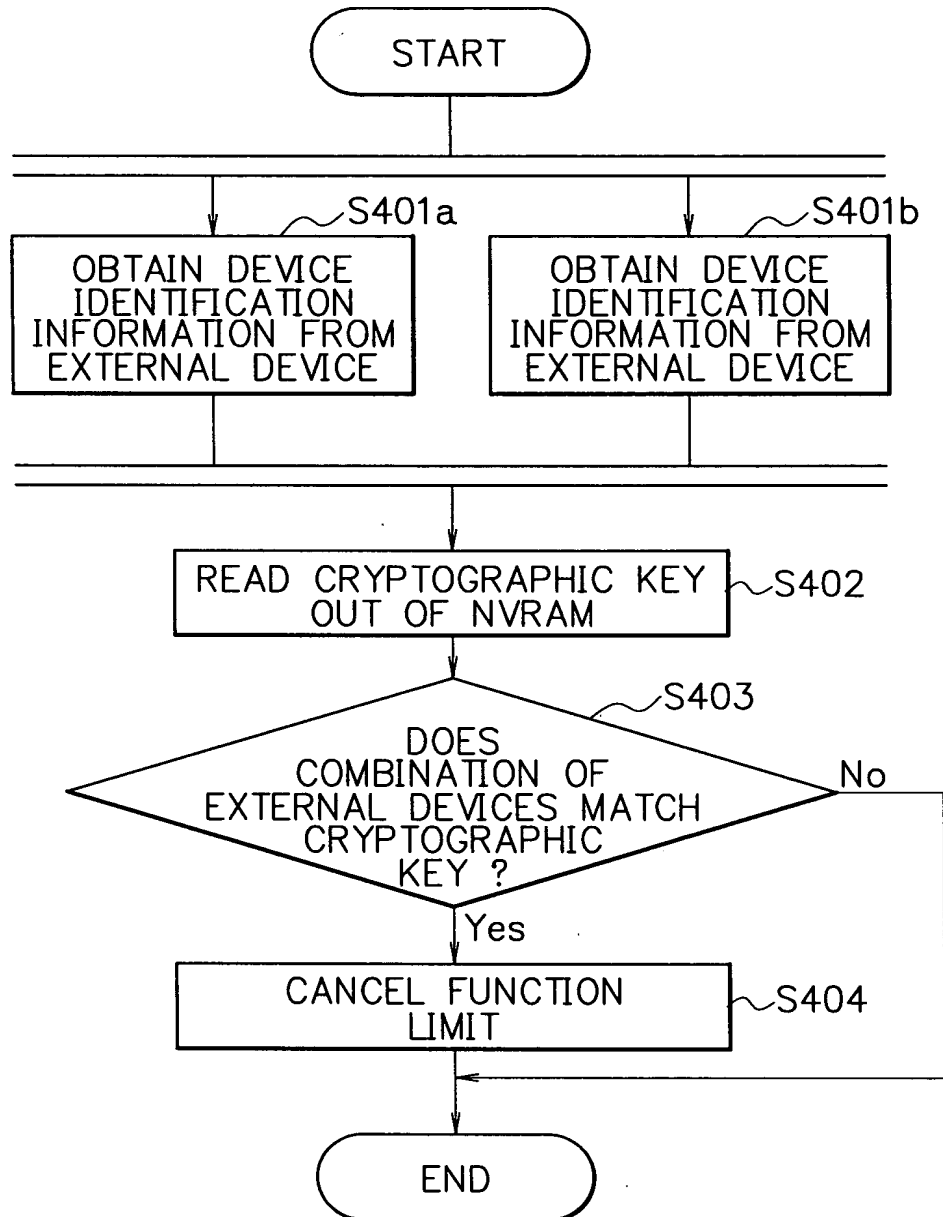 START
S401a
S401b
OBTAIN DEVICE
IDENTIFICATION
INFORMATION FROM
EXTERNAL DEVICE
OBTAIN DEVICE
IDENTIFICATION
INFORMATION FROM
EXTERNAL DEVICE
READ CRYPTOGRAPHIC KEY
OUT OF NVRAM
S402
S403
DOES
COMBINATION OF
EXTERNAL DEVICES MATCH
CRYPTOGRAPHIC
KEY ?
No
Yes
CANCEL FUNCTION
LIMIT
S404
END